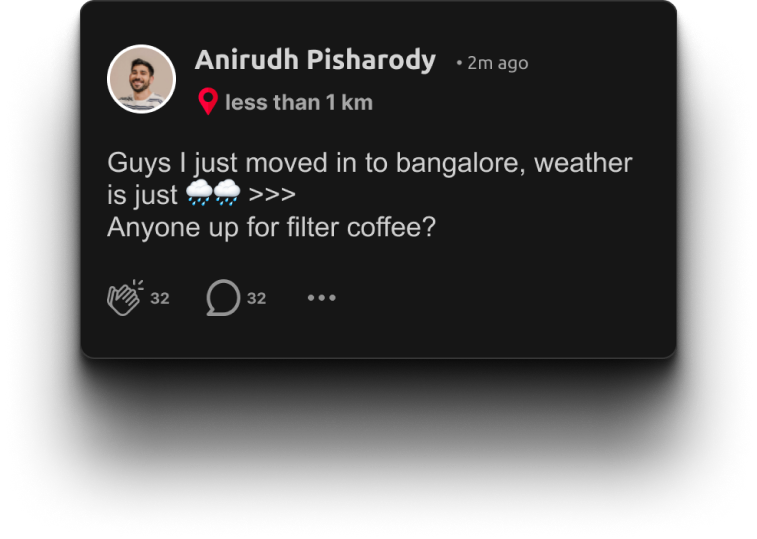 Anirudh Pisharody • 2m ago
less than 1 km
Guys I just moved in to bangalore, weather
is just 🌧️🌧️ >>>
Anyone up for filter coffee?
32 32 •••